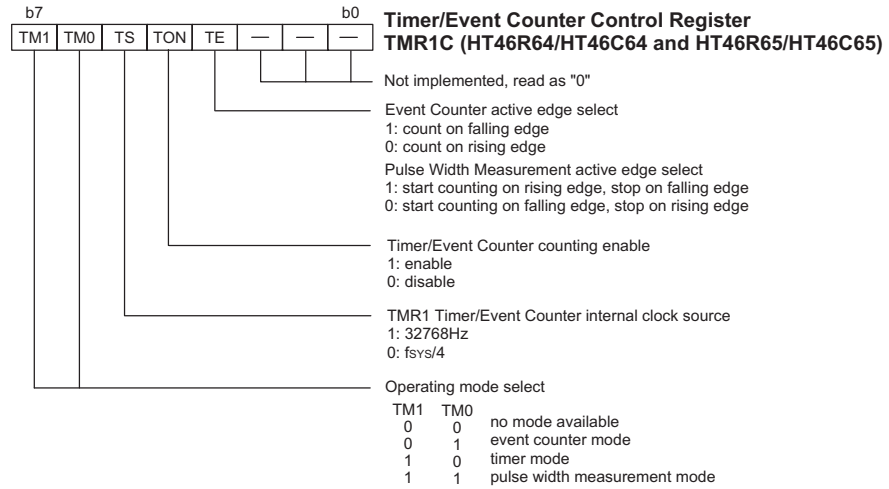 b7 b0
Timer/Event Counter Control Register
TM1 TM0 TS TON TE — — —
TMR1C (HT46R64/HT46C64 and HT46R65/HT46C65)
Not implemented, read as "0"
Event Counter active edge select
1: count on falling edge
0: count on rising edge
Pulse Width Measurement active edge select
1: start counting on rising edge, stop on falling edge
0: start counting on falling edge, stop on rising edge
Timer/Event Counter counting enable
1: enable
0: disable
TMR1 Timer/Event Counter internal clock source
1: 32768Hz
0: fSYS/4
Operating mode select
TM1 TM0
0 0 no mode available
0 1 event counter mode
1 0 timer mode
1 1 pulse width measurement mode